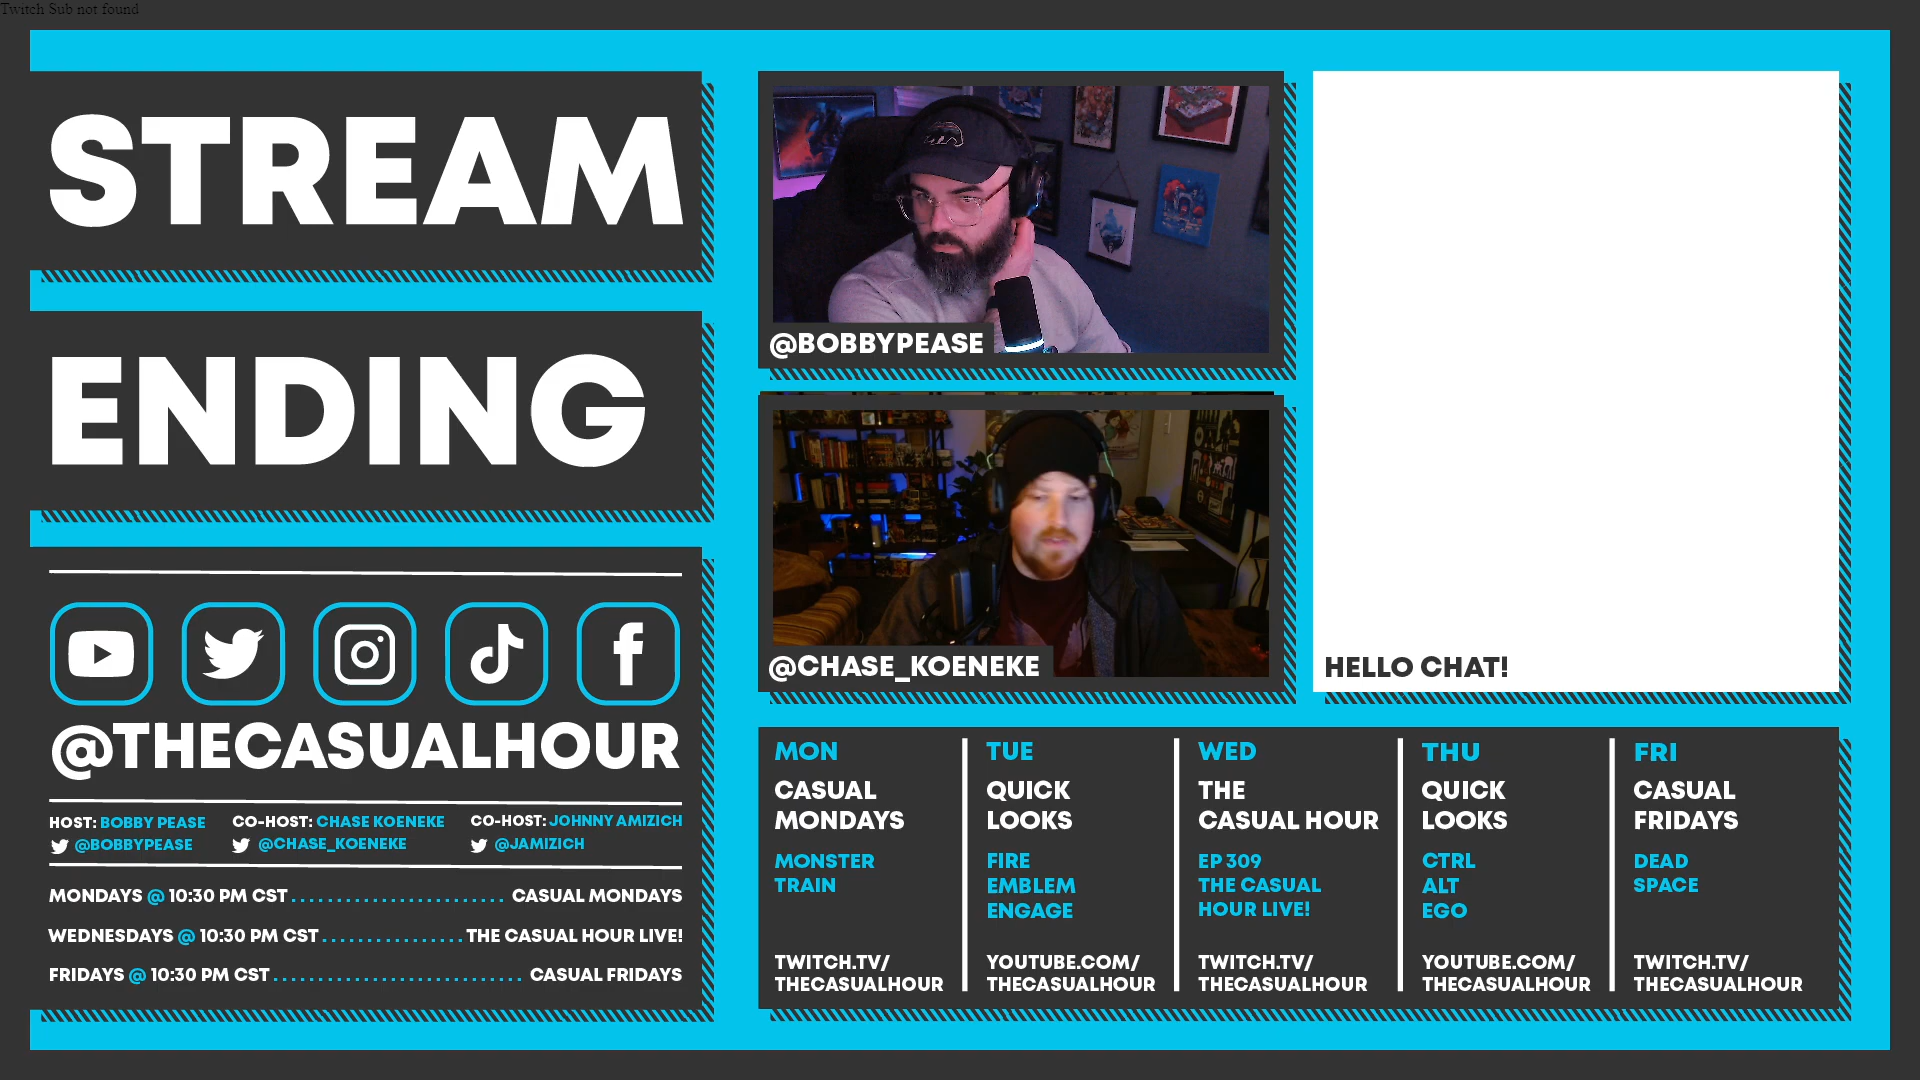 Twitch Sub not found
STREAM
ENDING
@THECASUALHOUR
HOST: BOBBY PEASE
@BOBBYPEASE
CO-HOST: CHASE KOENEKE
@CHASE_KOENEKE
CO-HOST: JOHNNY AMIZICH
@JAMIZICH
MONDAYS @ 10:30 PM CST ........................ CASUAL MONDAYS
WEDNESDAYS @ 10:30 PM CST ................ THE CASUAL HOUR LIVE!
FRIDAYS @ 10:30 PM CST ............................ CASUAL FRIDAYS
@BOBBYPEASE
@CHASE_KOENEKE
HELLO CHAT!
MON
CASUAL
MONDAYS
MONSTER
TRAIN
TWITCH.TV/
THECASUALHOUR
TUE
QUICK
LOOKS
FIRE
EMBLEM
ENGAGE
YOUTUBE.COM/
THECASUALHOUR
WED
THE
CASUAL HOUR
EP 309
THE CASUAL
HOUR LIVE!
TWITCH.TV/
THECASUALHOUR
THU
QUICK
LOOKS
CTRL
ALT
EGO
YOUTUBE.COM/
THECASUALHOUR
FRI
CASUAL
FRIDAYS
DEAD
SPACE
TWITCH.TV/
THECASUALHOUR